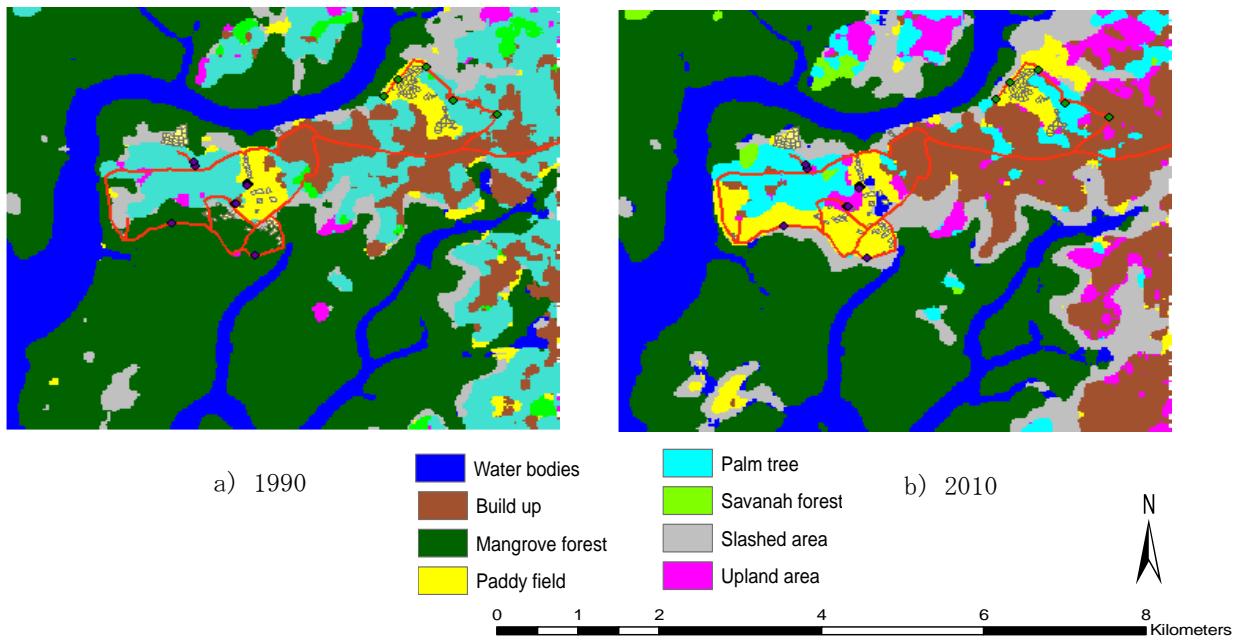 a) 1990
b) 2010
Water bodies
Build up
Mangrove forest
Paddy field
Palm tree
Savanah forest
Slashed area
Upland area
N
0 1 2 4 6 8
Kilometers